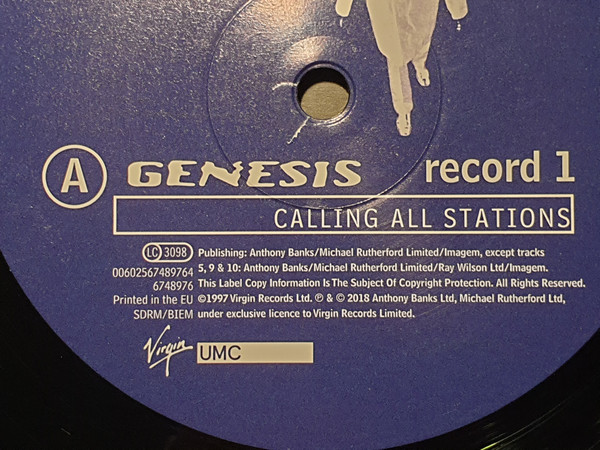 A GENESIS record 1
CALLING ALL STATIONS
LC 3098 Publishing: Anthony Banks/Michael Rutherford Limited/Imagem, except tracks
00602567489764 5, 9 & 10: Anthony Banks/Michael Rutherford Limited/Ray Wilson Ltd/Imagem.
6748976 This Label Copy Information Is The Subject Of Copyright Protection. All Rights Reserved.
Printed in the EU ©1997 Virgin Records Ltd. ℗ & © 2018 Anthony Banks Ltd, Michael Rutherford Ltd,
SDRM/BIEM under exclusive licence to Virgin Records Limited.
Virgin UMC